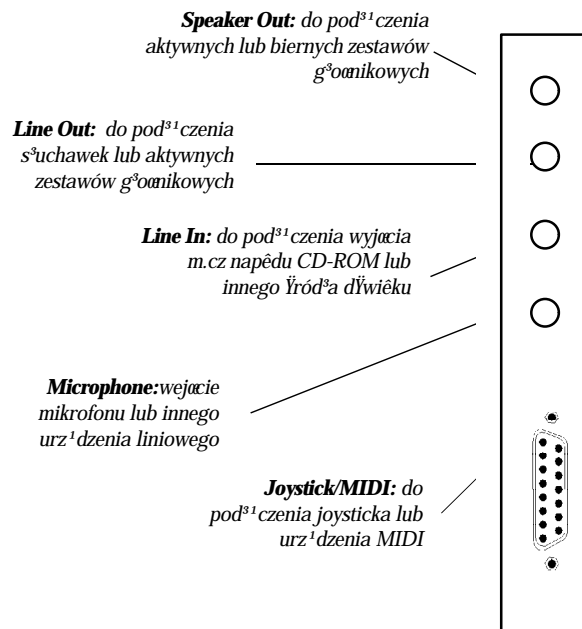 Speaker Out: do pod³¹czenia
aktywnych lub biernych zestawów
g³oœnikowych
Line Out: do pod³¹czenia
s³uchawek lub aktywnych
zestawów g³oœnikowych
Line In: do pod³¹czenia wyjœcia
m.cz napêdu CD-ROM lub
innego Ÿród³a dŸwiêku
Microphone:wejœcie
mikrofonu lub innego
urz¹dzenia liniowego
Joystick/MIDI: do
pod³¹czenia joysticka lub
urz¹dzenia MIDI